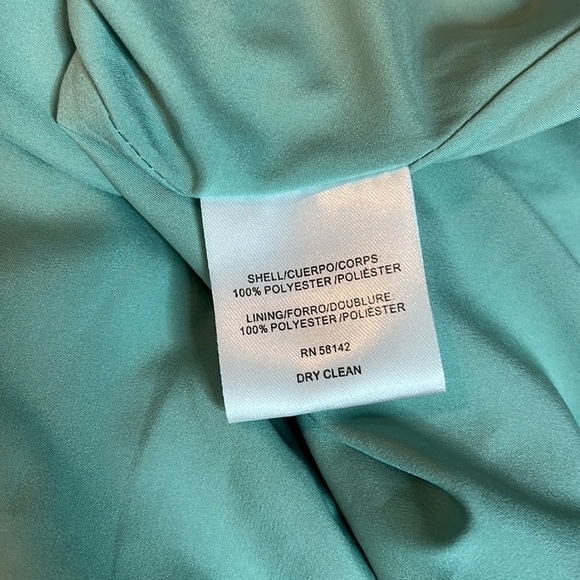 SHELL/CUERPO/CORPS:
100% POLYESTER/POLIÉSTER
LINING/FORRO/DOUBLURE:
100% POLYESTER/POLIÉSTER
RN 58142
DRY CLEAN